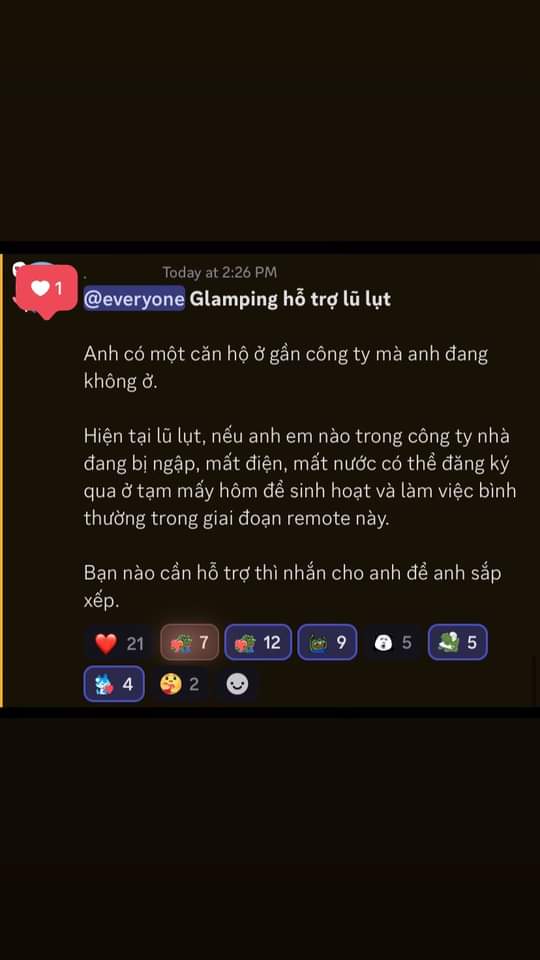 1
. Today at 2:26 PM
@everyone Glamping hỗ trợ lũ lụt
Anh có một căn hộ ở gần công ty mà anh đang
không ở.
Hiện tại lũ lụt, nếu anh em nào trong công ty nhà
đang bị ngập, mất điện, mất nước có thể đăng ký
qua ở tạm mấy hôm để sinh hoạt và làm việc bình
thường trong giai đoạn remote này.
Bạn nào cần hỗ trợ thì nhắn cho anh để anh sắp
xếp.
21 7 12 9 5 5
4 2